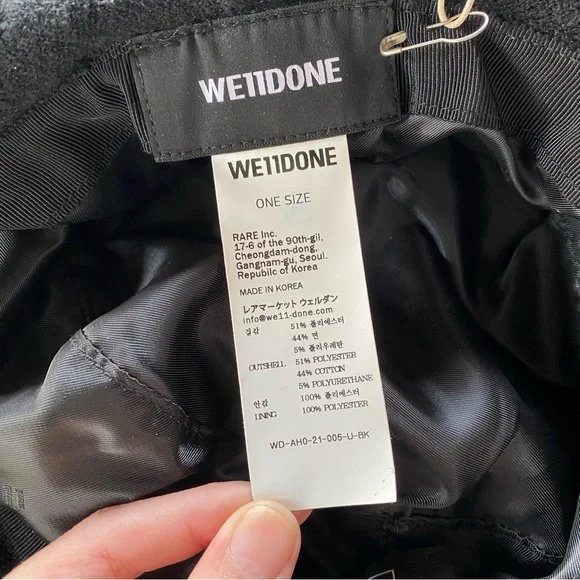 WE11DONE
WE11DONE
ONE SIZE
RARE Inc.
17-6 of the 90th-gil,
Cheongdam-dong,
Gangnam-gu, Seoul.
Republic of Korea
MADE IN KOREA
レアマーケット ウェルダン
info@we11-done.com
겉감 51% 폴리에스터
44% 면
5% 폴리우레탄
OUTSHELL 51% POLYESTER
44% COTTON
5% POLYURETHANE
안감 100% 폴리에스터
LINING 100% POLYESTER
WD-AH0-21-005-U-BK